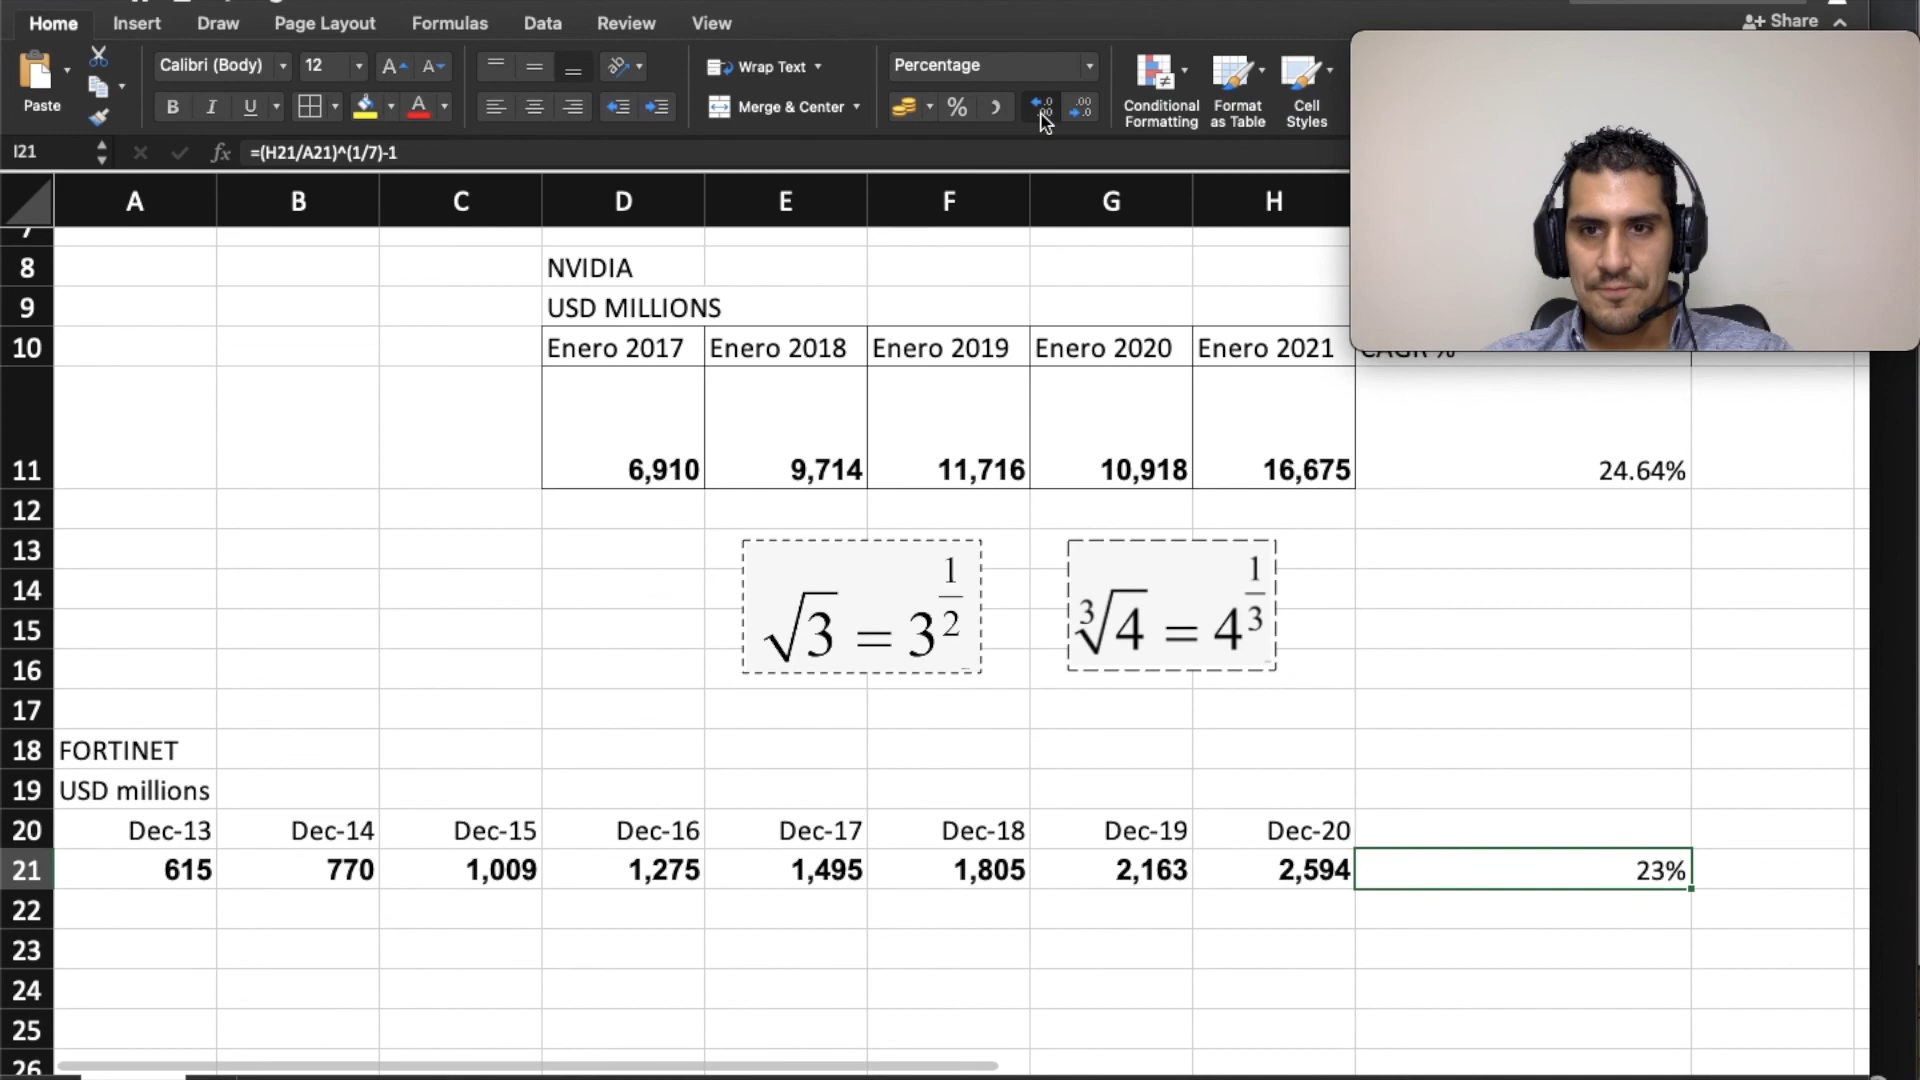 Home Insert Draw Page Layout Formulas Data Review View Share
Paste Calibri (Body) 12 A A Wrap Text Percentage
B I U A Merge & Center % Conditional Formatting Format as Table Cell Styles
I21 fx =(H21/A21)^(1/7)-1
A B C D E F G H
7
8 NVIDIA
9 USD MILLIONS
10 Enero 2017 Enero 2018 Enero 2019 Enero 2020 Enero 2021 CAGR %
11 6,910 9,714 11,716 10,918 16,675 24.64%
12
13
14
15 √3 = 3^(1/2) ∛4 = 4^(1/3)
16
17
18 FORTINET
19 USD millions
20 Dec-13 Dec-14 Dec-15 Dec-16 Dec-17 Dec-18 Dec-19 Dec-20
21 615 770 1,009 1,275 1,495 1,805 2,163 2,594 23%
22
23
24
25
26